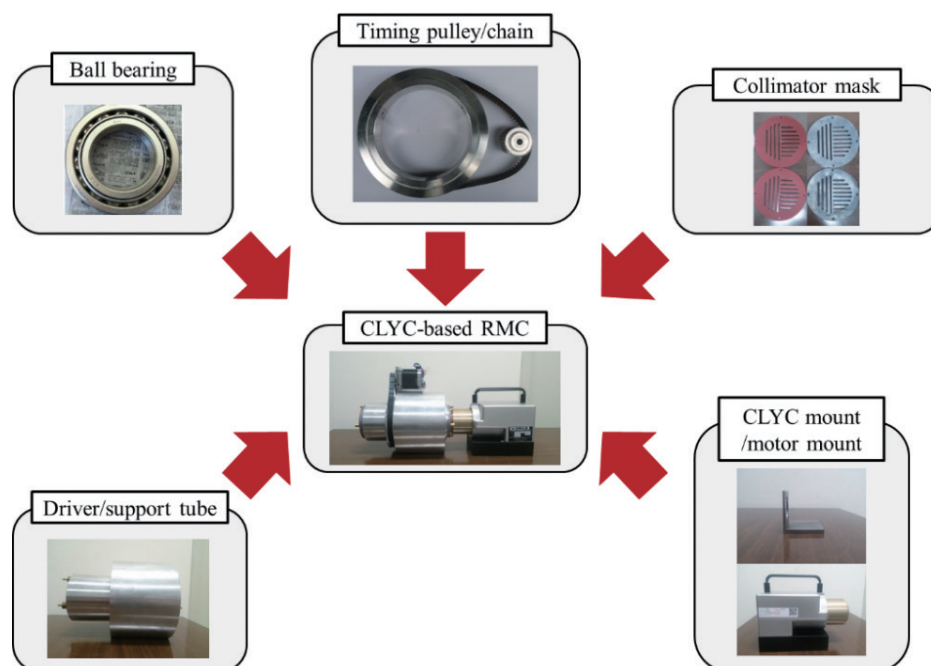 Timing pulley/chain
Ball bearing
Collimator mask
CLYC-based RMC
CLYC mount
/motor mount
Driver/support tube